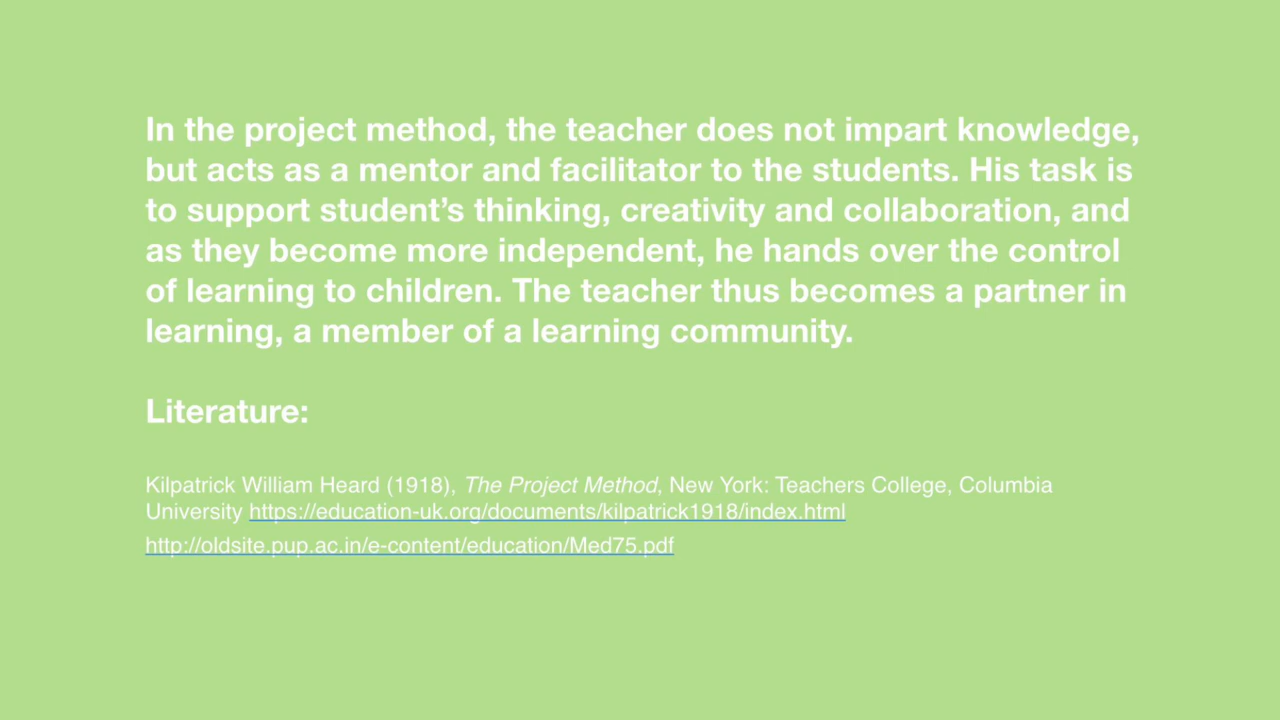 In the project method, the teacher does not impart knowledge,
but acts as a mentor and facilitator to the students. His task is
to support student’s thinking, creativity and collaboration, and
as they become more independent, he hands over the control
of learning to children. The teacher thus becomes a partner in
learning, a member of a learning community.
Literature:
Kilpatrick William Heard (1918), The Project Method, New York: Teachers College, Columbia
University https://education-uk.org/documents/kilpatrick1918/index.html
http://oldsite.pup.ac.in/e-content/education/Med75.pdf